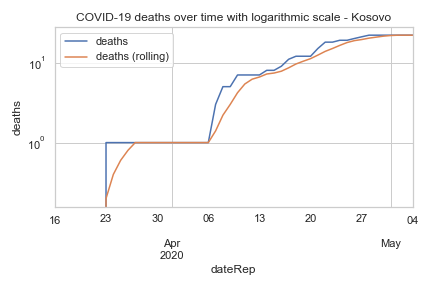 COVID-19 deaths over time with logarithmic scale - Kosovo
deaths
deaths (rolling)
10¹
10⁰
deaths
16 23 30 06 13 20 27 04
Apr May
2020
dateRep